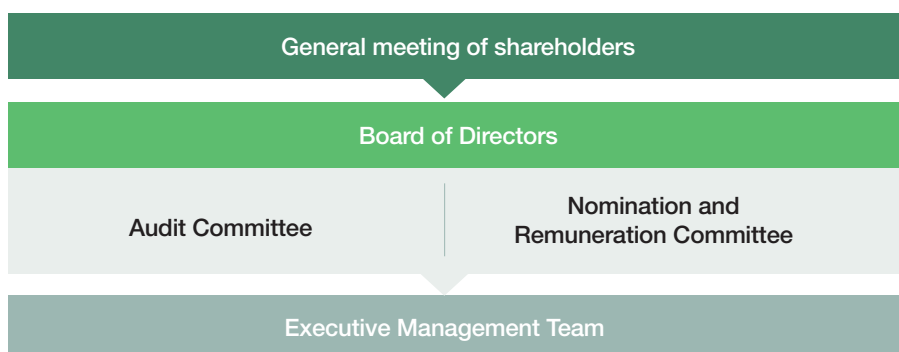 General meeting of shareholders
Board of Directors
Audit Committee
Nomination and
Remuneration Committee
Executive Management Team